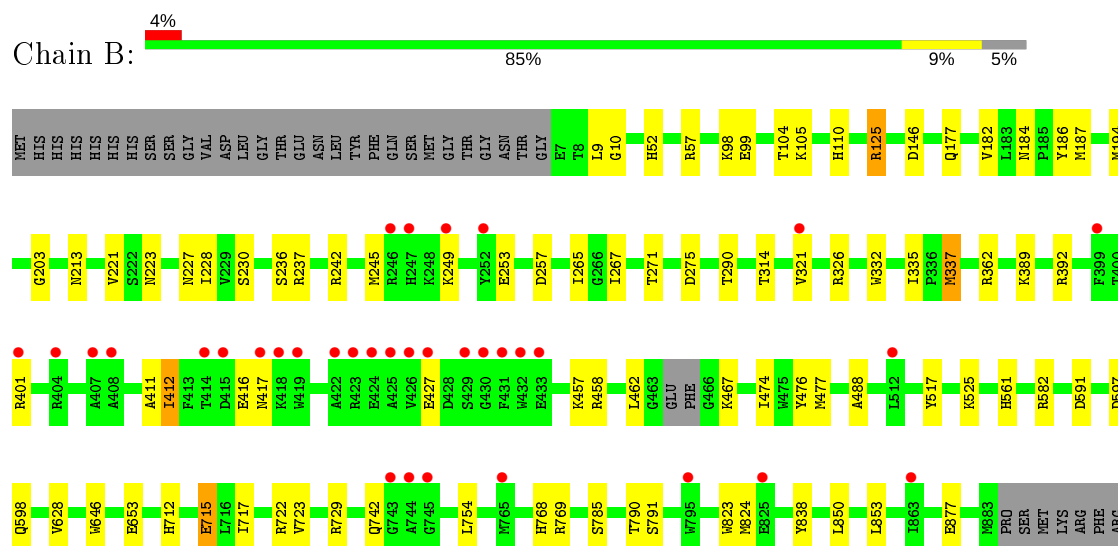 4%
Chain B:
85% 9% 5%
MET HIS HIS HIS HIS HIS HIS SER SER GLY VAL ASP LEU GLY THR GLU ASN LEU TYR PHE GLN SER MET GLY THR GLY ASN THR GLY E7 T8 L9 G10 H52 R57 K98 E99 T104 K105 H110 R125 D146 Q177 V182 L183 N184 P185 Y186 M187
G203 N213 V221 S222 N223 N227 I228 V229 S230 S236 R237 R242 M245 R246 H247 K248 K249 Y252 E253 D257 I265 G266 I267 T271 D275 T290 T314 V321 R326 W332 I335 P336 M337 R362 K389 R392 F399 T400
R401 R404 A407 A408 A411 I412 F413 T414 D415 E416 N417 K418 W419 A422 R423 E424 A425 V426 E427 D428 S429 G430 F431 W432 E433 K457 R458 L462 G463 GLU PHE G466 K467 I474 W475 Y476 M477 A488 L512 Y517 K525 H561 R582 D591 D597
Q598 V628 W646 E653 H712 E715 L716 I717 R722 V723 R729 Q742 G743 A744 G745 L754 M765 H768 R769 S785 T790 S791 W795 W823 M824 E825 Y838 L850 L853 I863 E877 M883 PRO SER MET LYS ARG PHE